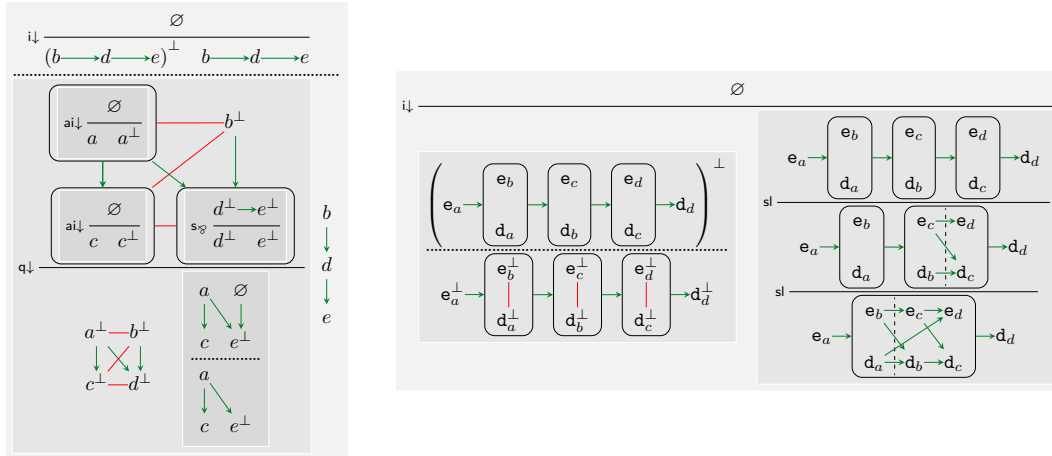 ∅
i↓
(b→d→e)^⊥ b→d→e
∅
ai↓
a a^⊥
b^⊥
∅
ai↓
c c^⊥
d^⊥→e^⊥
s⅋
d^⊥ e^⊥
q↓
b
d
e
a^⊥ b^⊥
c^⊥ d^⊥
a ∅
c e^⊥
a
c e^⊥
∅
i↓
e_b e_c e_d
e_a d_d ⊥
d_a d_b d_c
e_b^⊥ e_c^⊥ e_d^⊥
e_a^⊥ d_d^⊥
d_a^⊥ d_b^⊥ d_c^⊥
e_b e_c e_d
e_a d_d
d_a d_b d_c
sl
e_b e_c e_d
e_a d_d
d_a d_b d_c
sl
e_b e_c e_d
e_a d_d
d_a d_b d_c